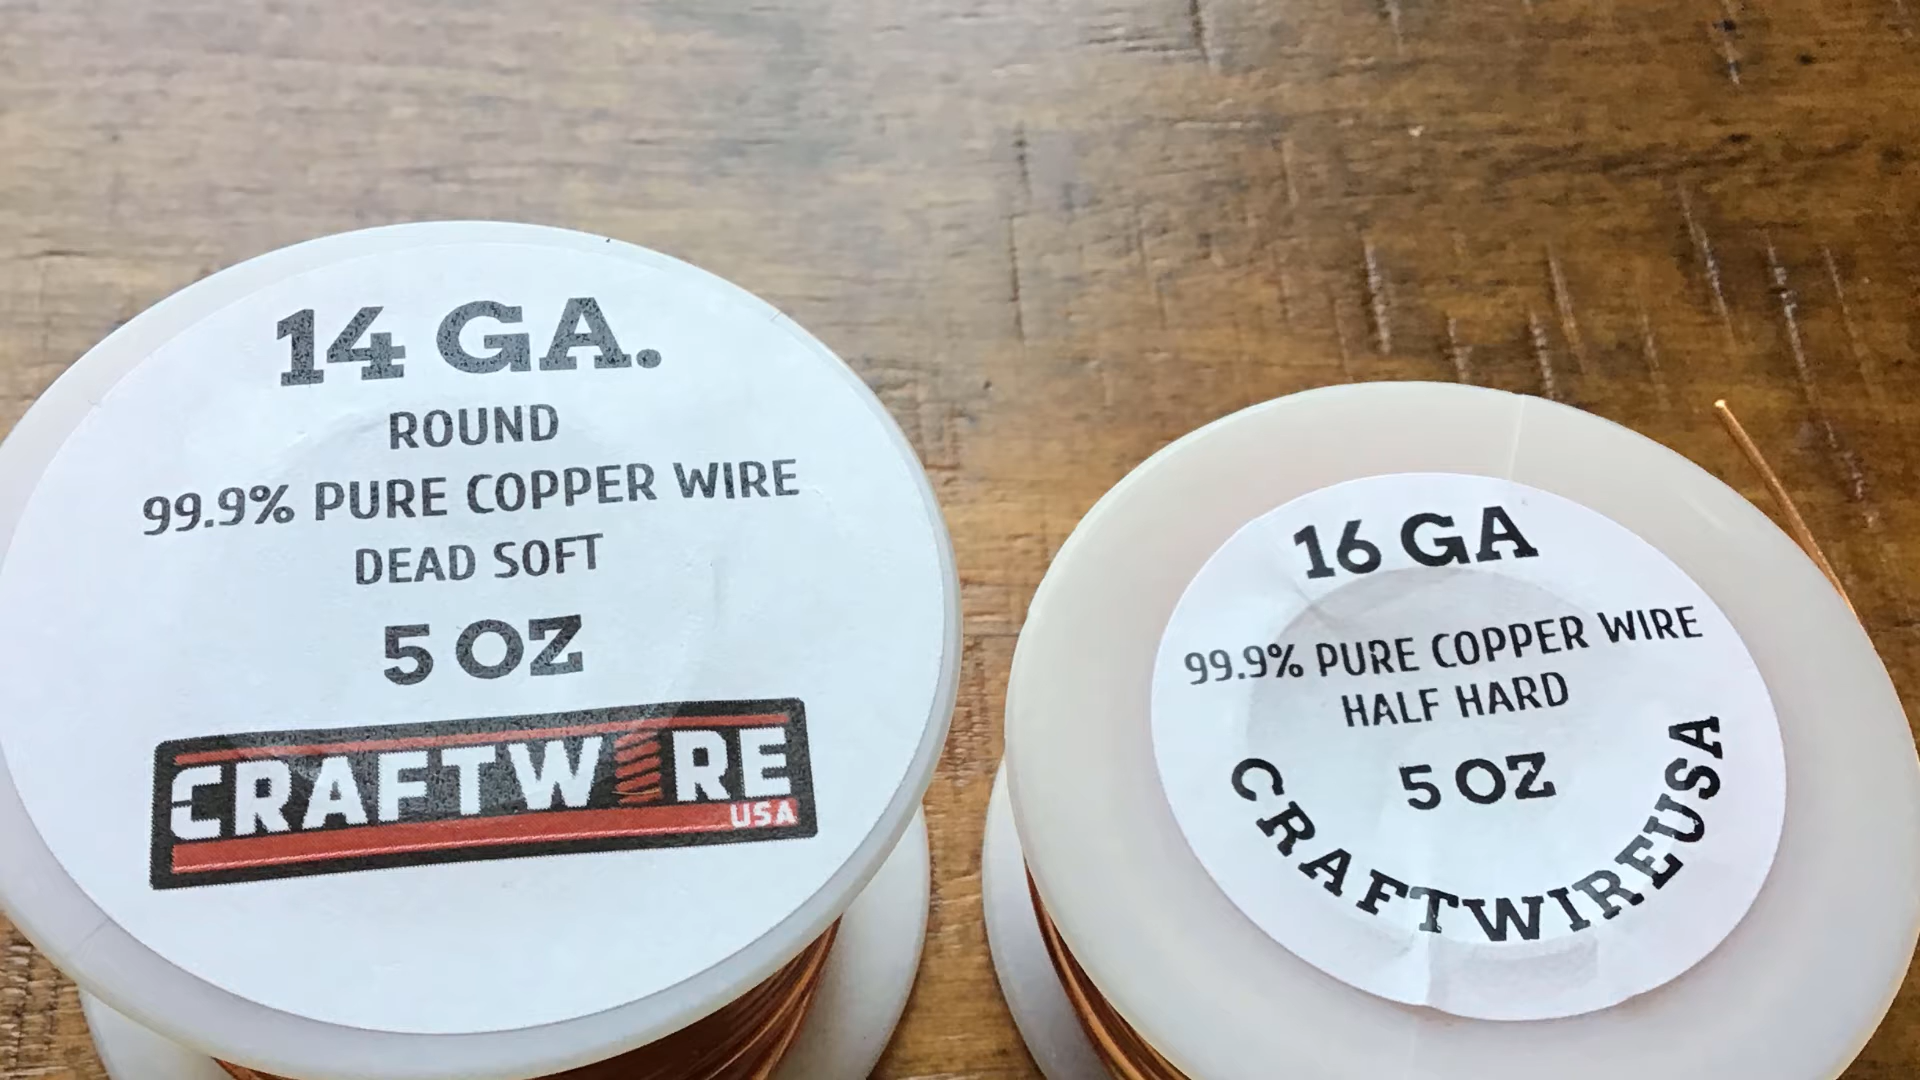 14 GA.
ROUND
99.9% PURE COPPER WIRE
DEAD SOFT
5 OZ
CRAFTWIRE
USA
16 GA
99.9% PURE COPPER WIRE
HALF HARD
5 OZ
CRAFTWIREUSA